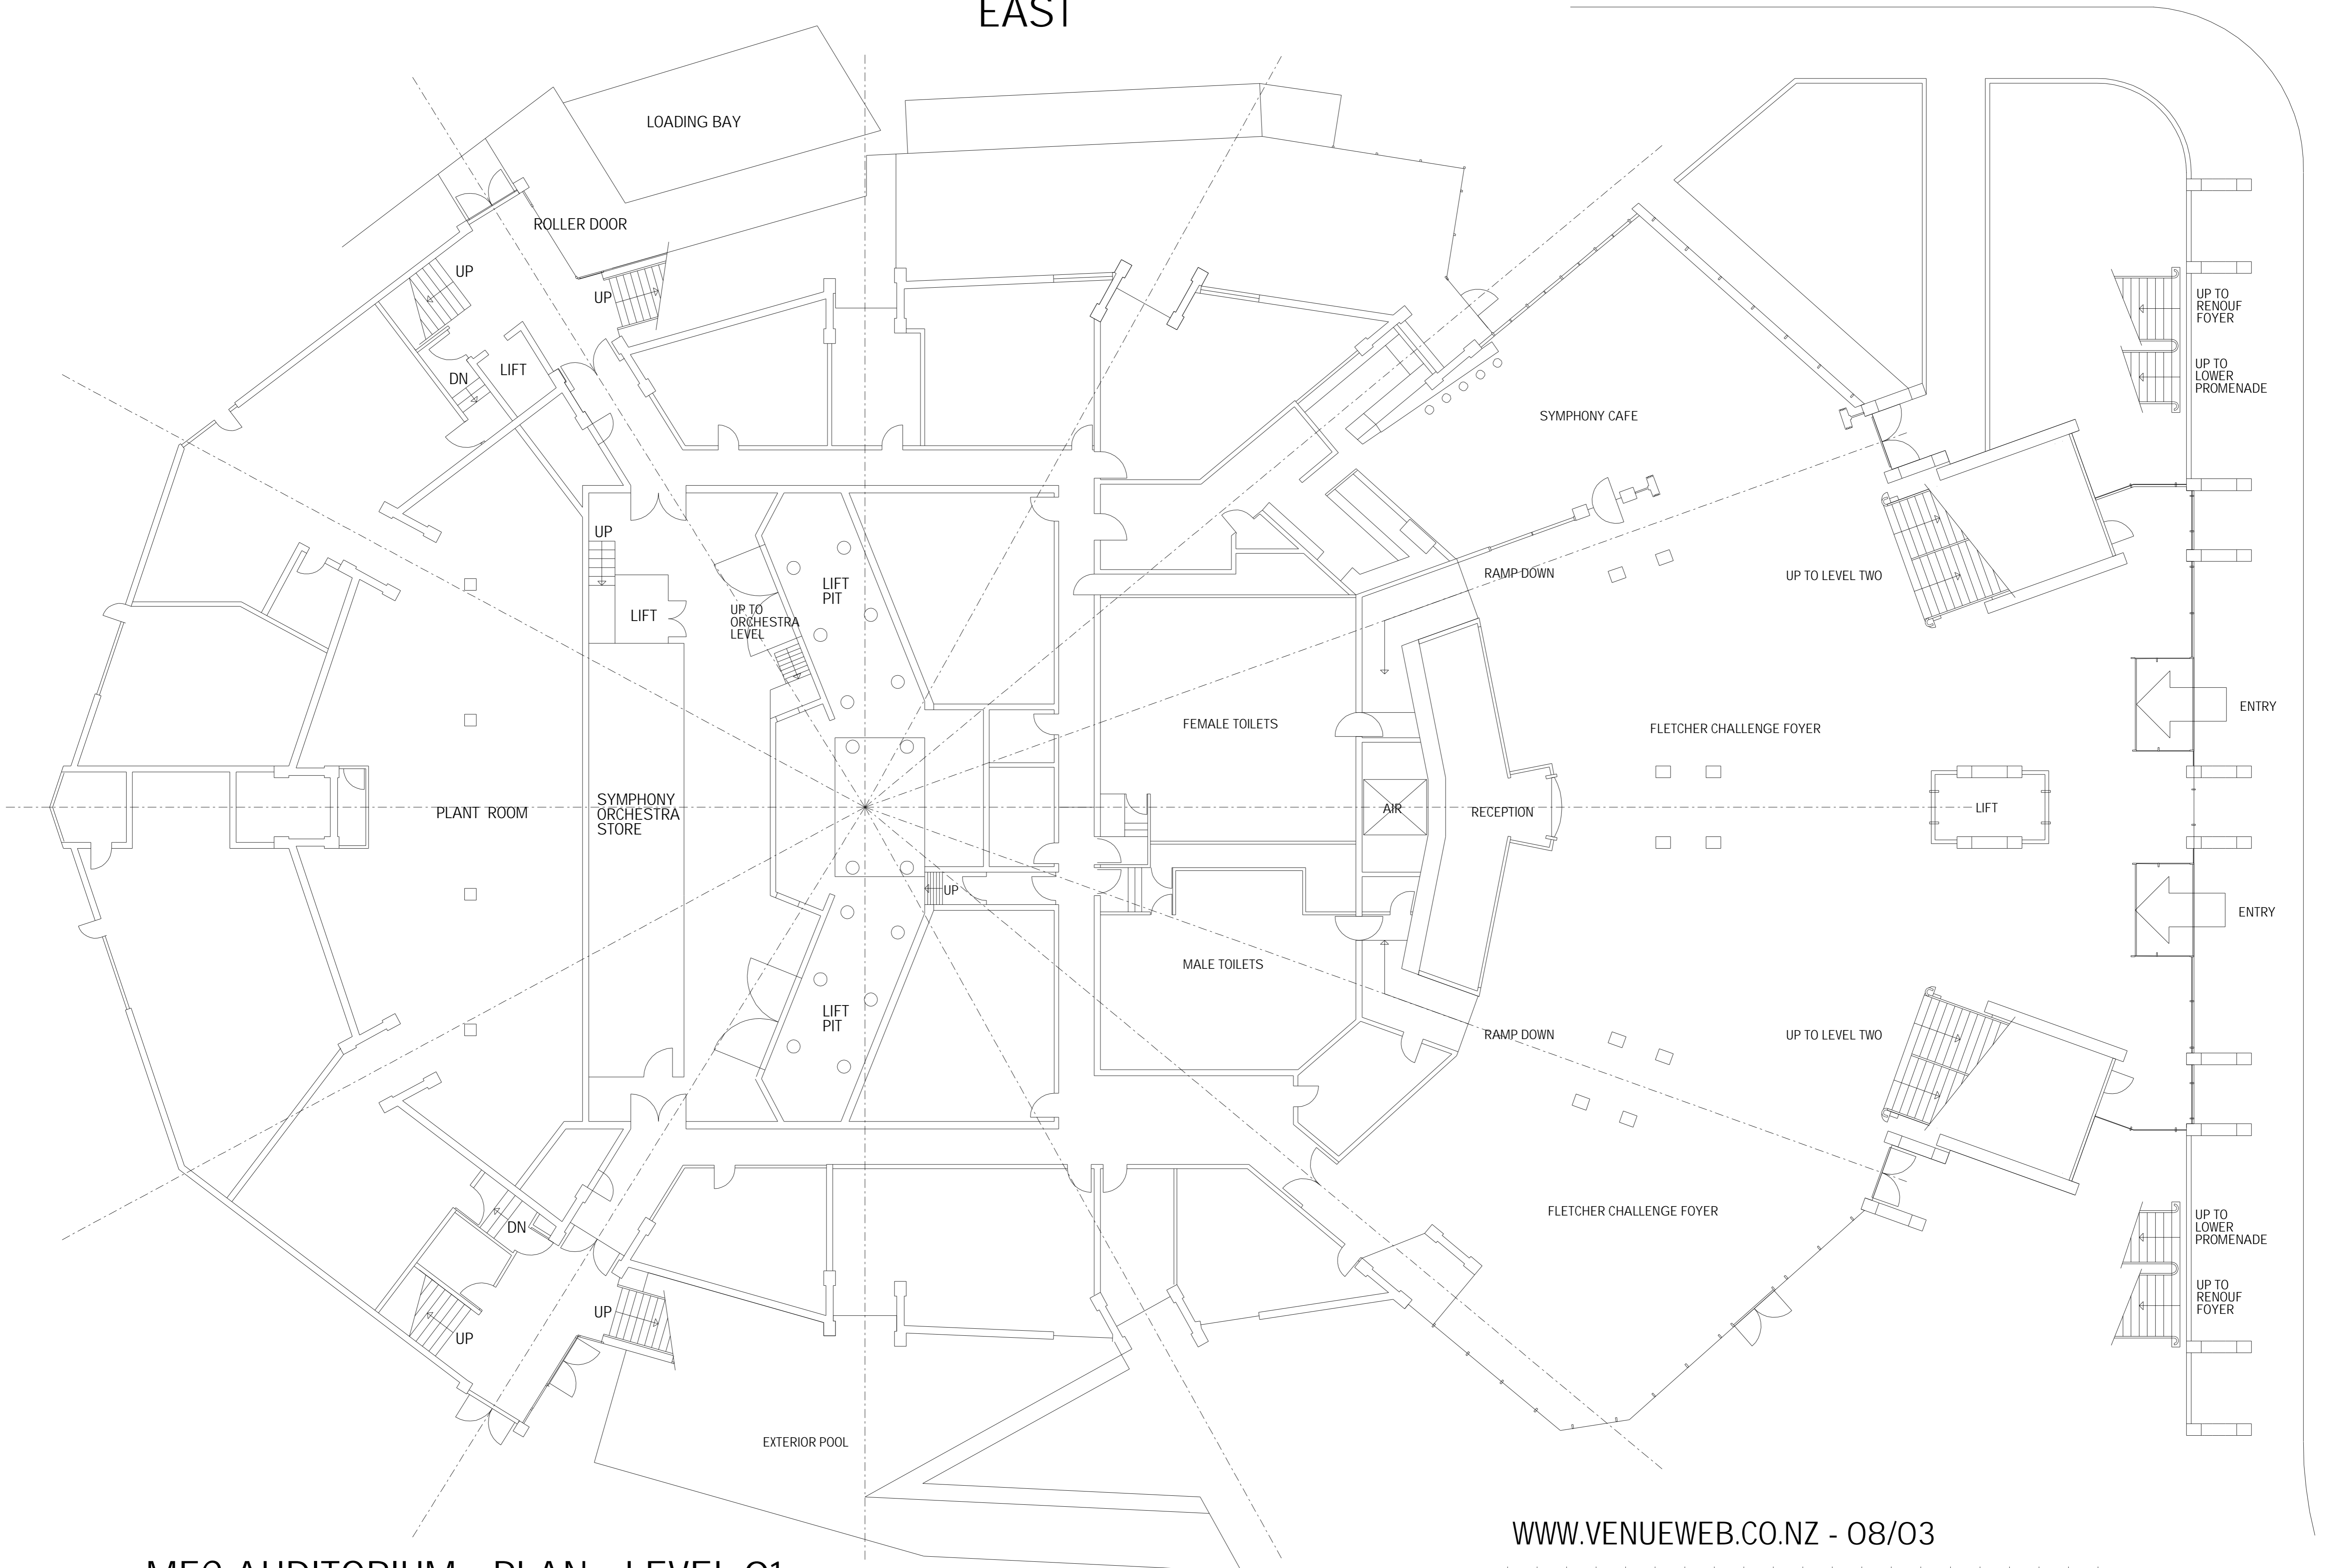 EAST
LOADING BAY
ROLLER DOOR
UP
UP
UP TO
RENOUF
FOYER
UP TO
LOWER
PROMENADE
DN
LIFT
SYMPHONY CAFE
UP
RAMP DOWN
UP TO LEVEL TWO
LIFT
PIT
LIFT
UP TO
ORCHESTRA
LEVEL
ENTRY
FEMALE TOILETS
FLETCHER CHALLENGE FOYER
PLANT ROOM
SYMPHONY
ORCHESTRA
STORE
AIR
RECEPTION
LIFT
UP
ENTRY
MALE TOILETS
LIFT
PIT
RAMP DOWN
UP TO LEVEL TWO
FLETCHER CHALLENGE FOYER
UP TO
LOWER
PROMENADE
DN
UP TO
RENOUF
FOYER
UP
UP
EXTERIOR POOL
WWW.VENUEWEB.CO.NZ - 08/03
AUDITORIUM - PLAN - LEVEL 01